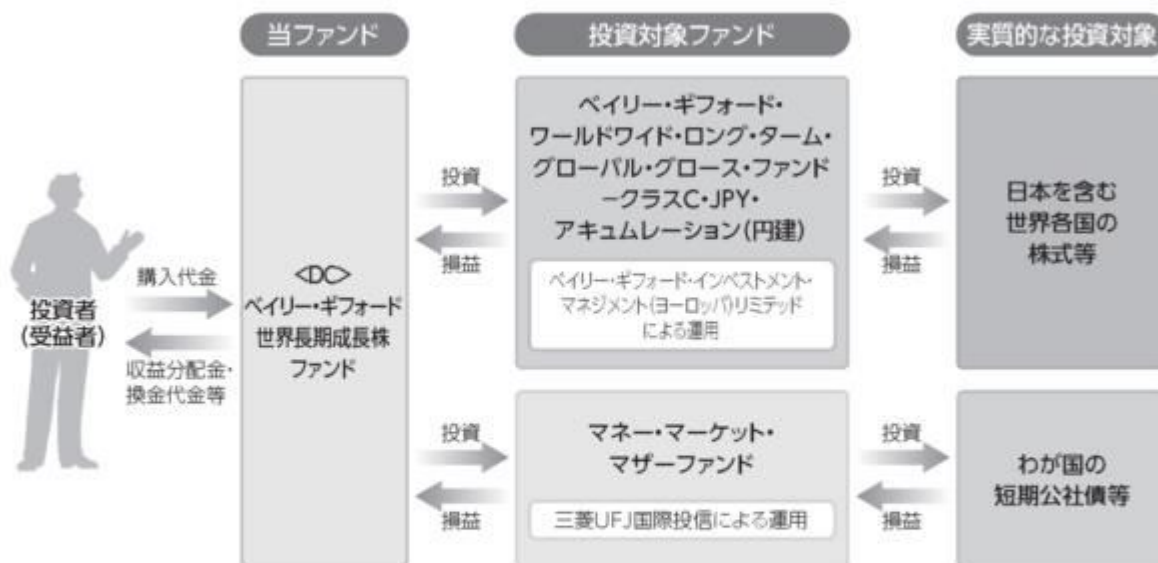 当ファンド
投資対象ファンド
実質的な投資対象
投資者
(受益者)
購入代金
収益分配金・
換金代金等
<DC>
ベイリー・ギフォード
世界長期成長株
ファンド
投資
損益
ベイリー・ギフォード・
ワールドワイド・ロング・ターム・
グローバル・グロース・ファンド
－クラスC・JPY・
アキュムレーション(円建)
ベイリー・ギフォード・インベストメント・
マネジメント(ヨーロッパ)リミテッド
による運用
投資
損益
日本を含む
世界各国の
株式等
投資
損益
マネー・マーケット・
マザーファンド
三菱UFJ国際投信による運用
投資
損益
わが国の
短期公社債等